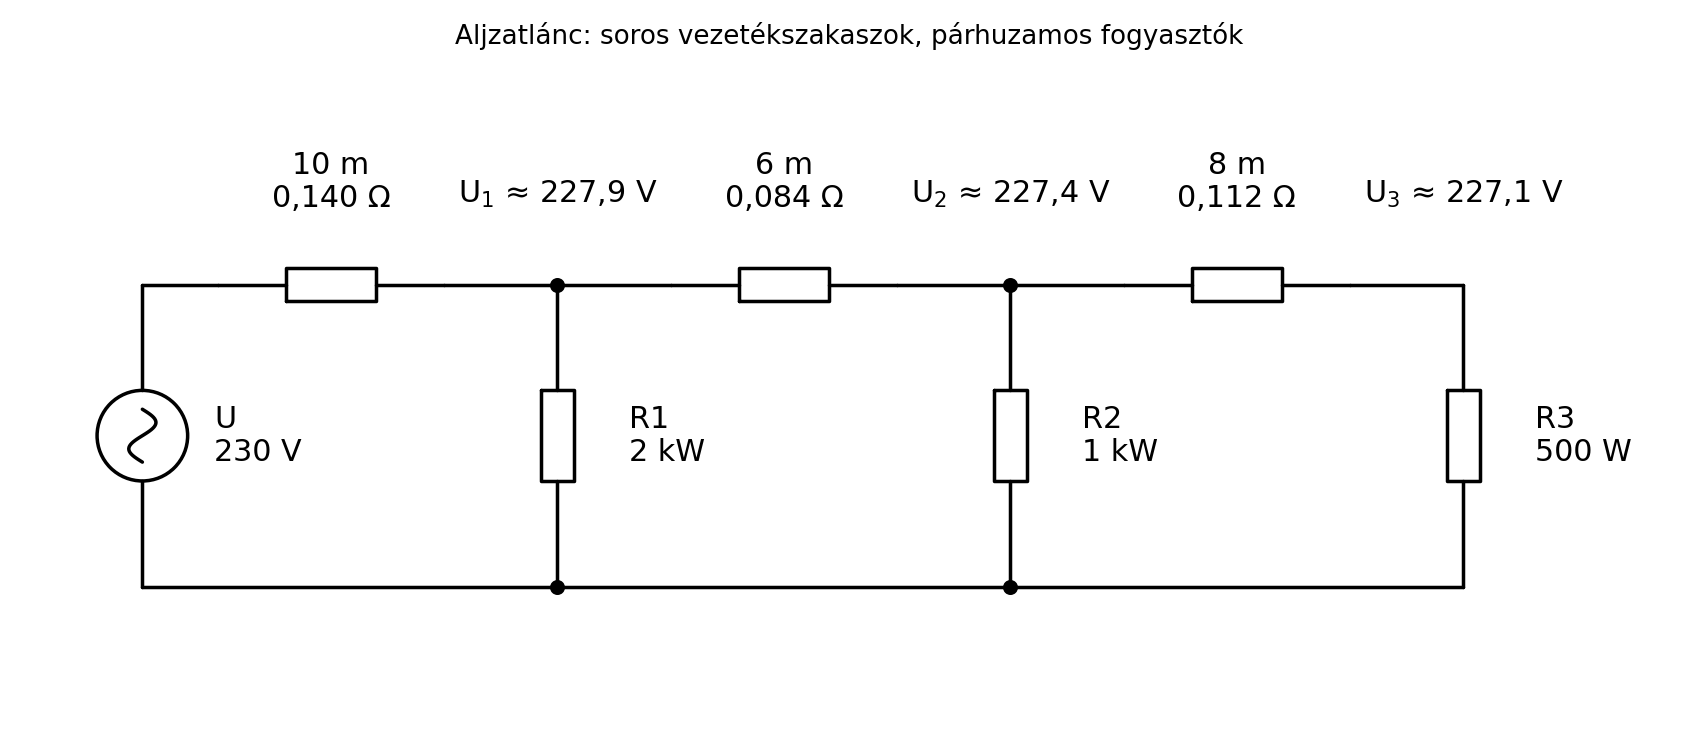 Aljzatlánc: soros vezetékszakaszok, párhuzamos fogyasztók
10 m
0,140 Ω
U₁ ≈ 227,9 V
6 m
0,084 Ω
U₂ ≈ 227,4 V
8 m
0,112 Ω
U₃ ≈ 227,1 V
U
230 V
R1
2 kW
R2
1 kW
R3
500 W